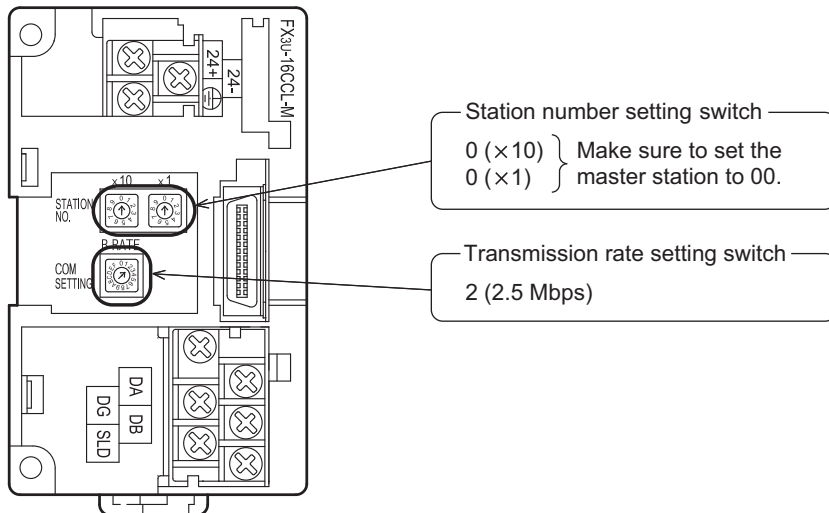 FX3U-16CCL-M
24+
24-
x10 x1
STATION
NO.
B RATE
COM
SETTING
DA
DG
DB
SLD
Station number setting switch
0 (×10)
0 (×1)
Make sure to set the
master station to 00.
Transmission rate setting switch
2 (2.5 Mbps)